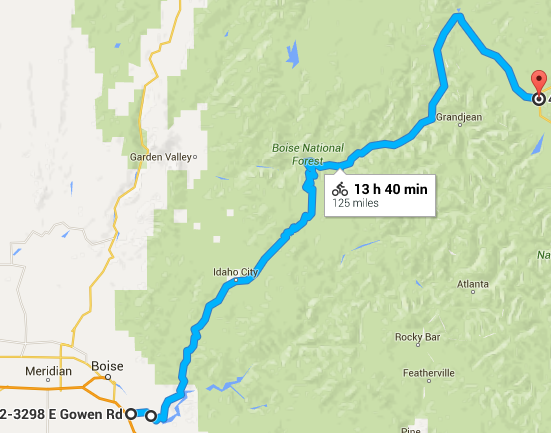 Grandjean
Boise National
Forest
Garden Valley
13 h 40 min
125 miles
Na
Idaho City
Atlanta
Rocky Bar
Boise
Meridian
Featherville
2-3298 E Gowen Rd
Pine